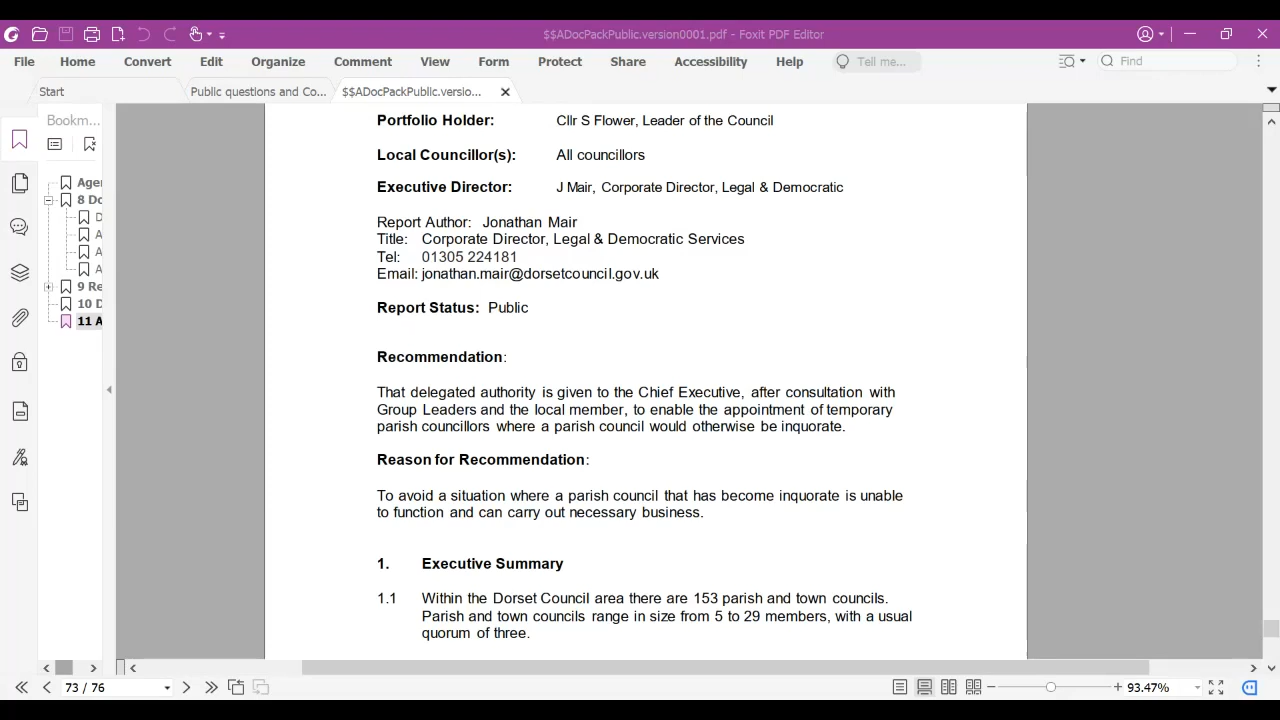 $$ADocPackPublic.version0001.pdf - Foxit PDF Editor
File Home Convert Edit Organize Comment View Form Protect Share Accessibility Help Tell me... Find
Start Public questions and Co... $$ADocPackPublic.versio...
Bookm...
Agen
8 Do
D
A
A
A
9 Re
10 D
11 A
Portfolio Holder: Cllr S Flower, Leader of the Council
Local Councillor(s): All councillors
Executive Director: J Mair, Corporate Director, Legal & Democratic
Report Author: Jonathan Mair
Title: Corporate Director, Legal & Democratic Services
Tel: 01305 224181
Email: jonathan.mair@dorsetcouncil.gov.uk
Report Status: Public
Recommendation:
That delegated authority is given to the Chief Executive, after consultation with
Group Leaders and the local member, to enable the appointment of temporary
parish councillors where a parish council would otherwise be inquorate.
Reason for Recommendation:
To avoid a situation where a parish council that has become inquorate is unable
to function and can carry out necessary business.
1. Executive Summary
1.1 Within the Dorset Council area there are 153 parish and town councils.
Parish and town councils range in size from 5 to 29 members, with a usual
quorum of three.
73 / 76 93.47%